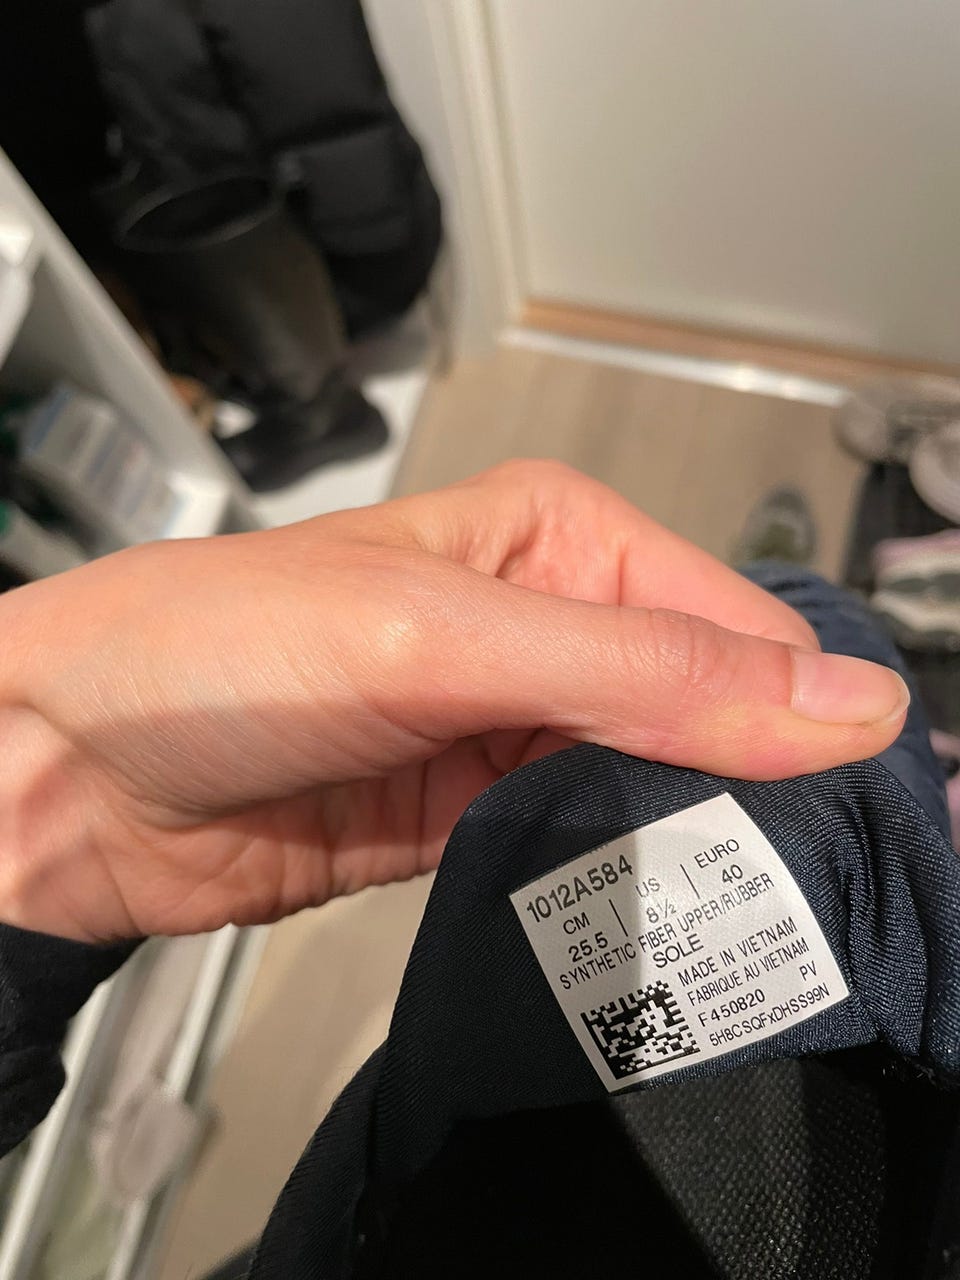 1012A584
CM | US | EURO
25.5 | 8½ | 40
SYNTHETIC FIBER UPPER/RUBBER
SOLE
MADE IN VIETNAM
FABRIQUE AU VIETNAM
F450820 PV
5HBCSQFxDHSS99N